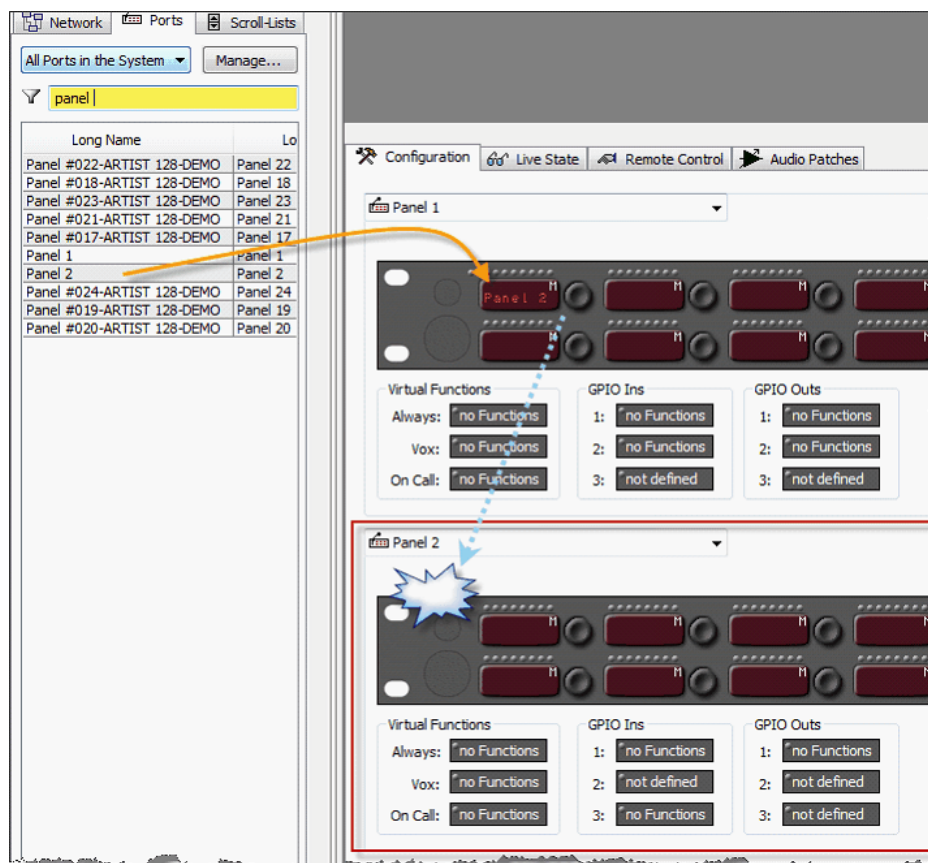 Network Ports Scroll-Lists
All Ports in the System Manage...
panel
Long Name Lo
Panel #022-ARTIST 128-DEMO Panel 22
Panel #018-ARTIST 128-DEMO Panel 18
Panel #023-ARTIST 128-DEMO Panel 23
Panel #021-ARTIST 128-DEMO Panel 21
Panel #017-ARTIST 128-DEMO Panel 17
Panel 1 Panel 1
Panel 2 Panel 2
Panel #024-ARTIST 128-DEMO Panel 24
Panel #019-ARTIST 128-DEMO Panel 19
Panel #020-ARTIST 128-DEMO Panel 20
Configuration Live State Remote Control Audio Patches
Panel 1
M M M M
Panel 2
M M M M
Virtual Functions GPIO Ins GPIO Outs
Always: no Functions 1: no Functions 1: no Functions
Vox: no Functions 2: no Functions 2: no Functions
On Call: no Functions 3: not defined 3: not defined
Panel 2
M M M M
M M M M
Virtual Functions GPIO Ins GPIO Outs
Always: no Functions 1: no Functions 1: no Functions
Vox: no Functions 2: not defined 2: not defined
On Call: no Functions 3: no Functions 3: not defined